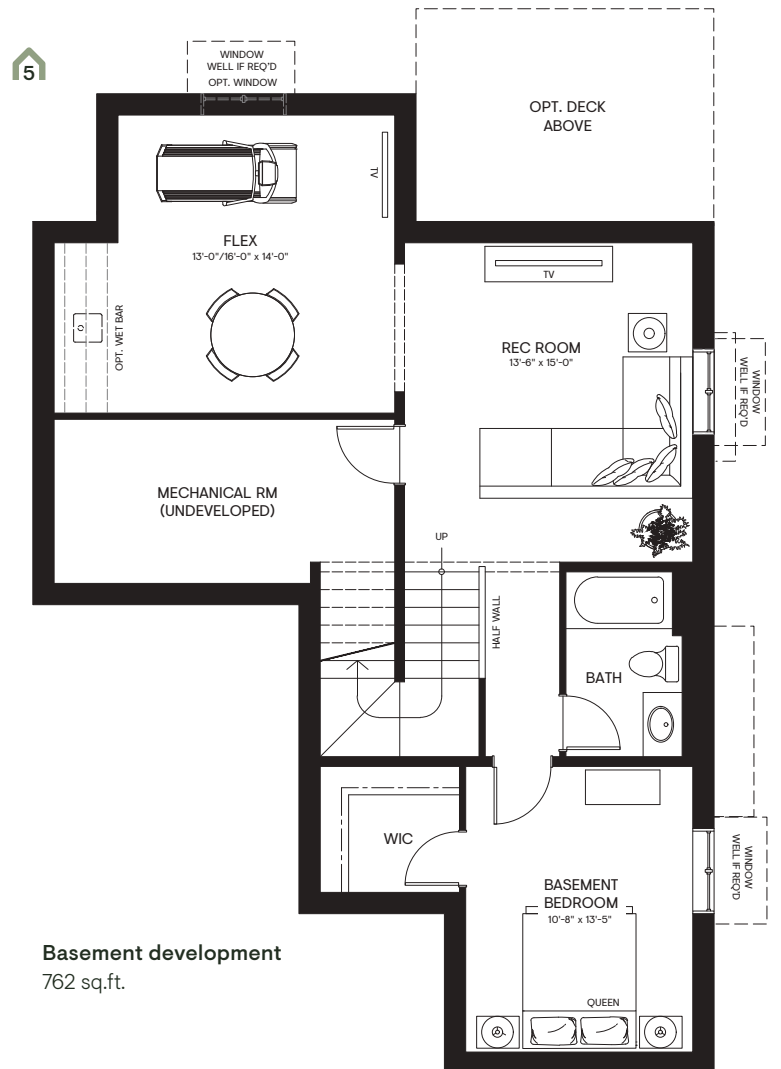 5
WINDOW
WELL IF REQ'D
OPT. WINDOW
OPT. DECK
ABOVE
TV
FLEX
13'-0"/16'-0" x 14'-0"
OPT. WET BAR
TV
REC ROOM
13'-6" x 15'-0"
WINDOW
WELL IF REQ'D
MECHANICAL RM
(UNDEVELOPED)
UP
HALF WALL
BATH
WIC
WINDOW
WELL IF REQ'D
BASEMENT
BEDROOM
10'-8" x 13'-5"
QUEEN
Basement development
762 sq.ft.